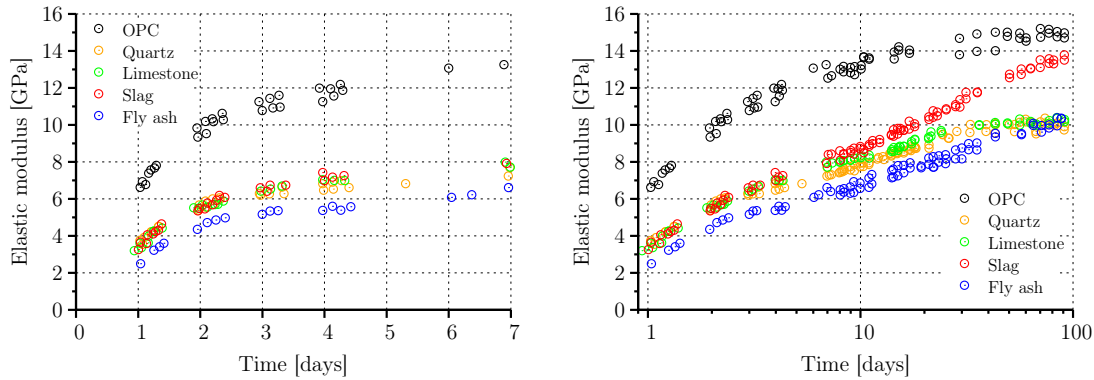 16
14
12
10
8
6
4
2
0
Elastic modulus [GPa]
OPC
Quartz
Limestone
Slag
Fly ash
0 1 2 3 4 5 6 7
Time [days]
16
14
12
10
8
6
4
2
0
Elastic modulus [GPa]
OPC
Quartz
Limestone
Slag
Fly ash
1 10 100
Time [days]